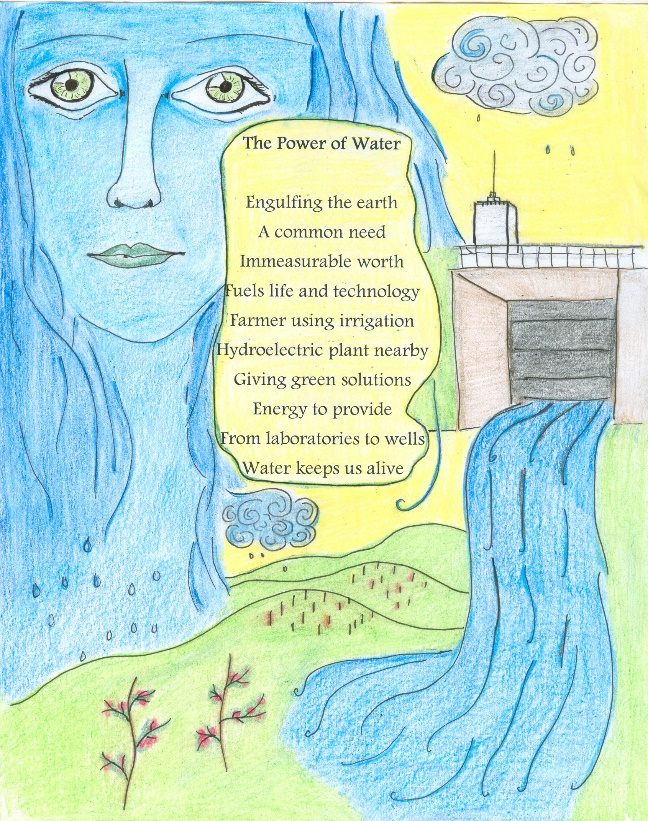 The Power of Water
Engulfing the earth
A common need
Immeasurable worth
Fuels life and technology
Farmer using irrigation
Hydroelectric plant nearby
Giving green solutions
Energy to provide
From laboratories to wells
Water keeps us alive